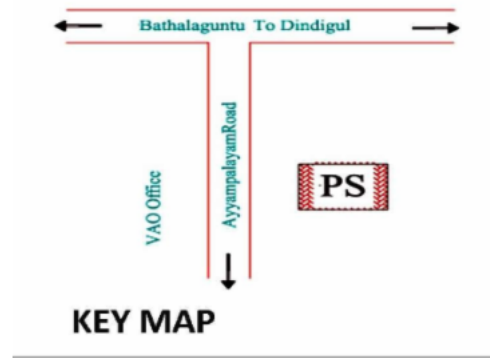 Bathalaguntu To Dindigul
AyyampalayamRoad
VAO Office
PS
KEY MAP